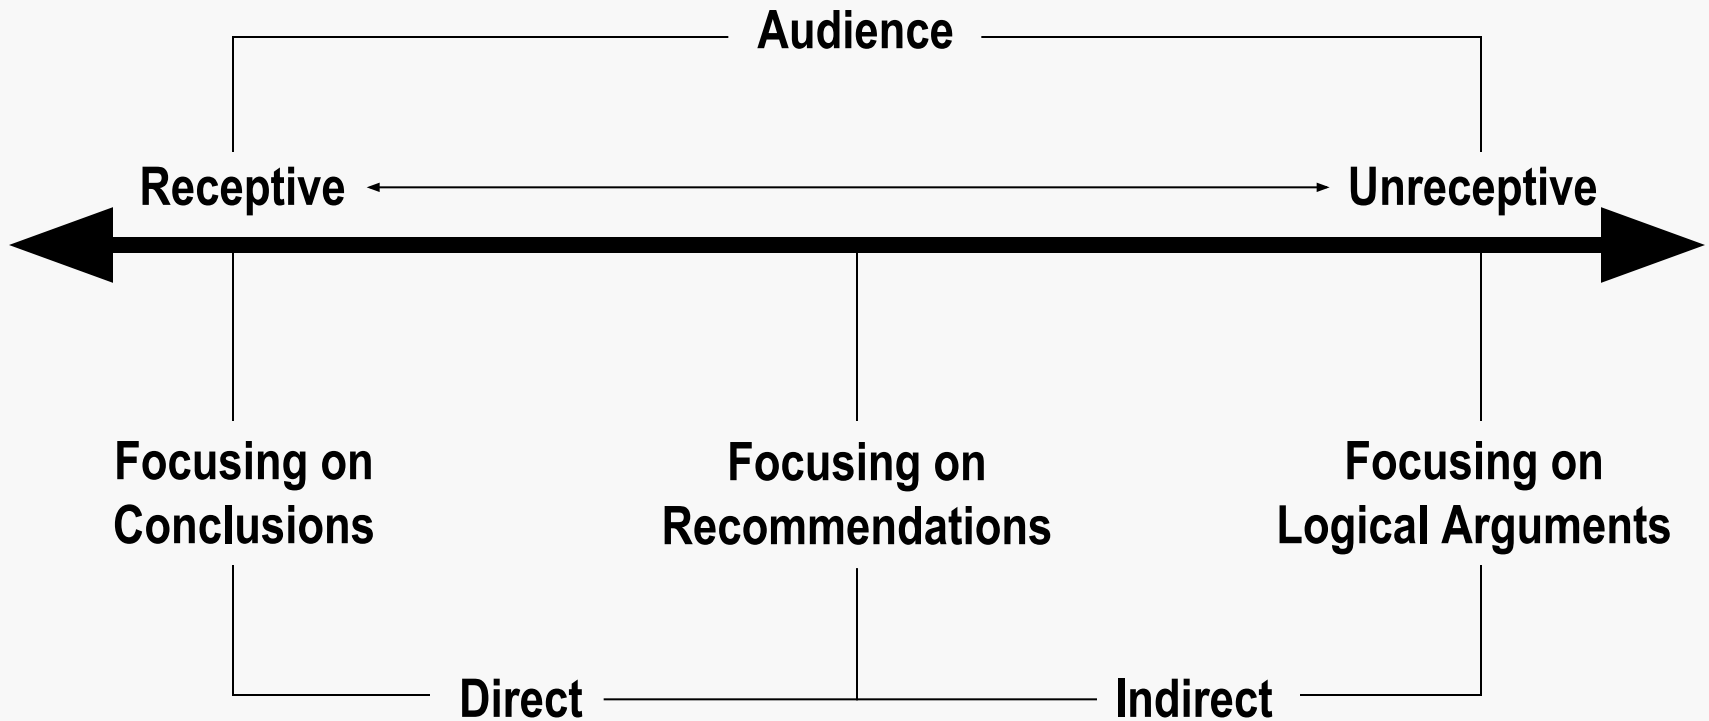 Audience
Receptive
Unreceptive
Focusing on
Conclusions
Focusing on
Recommendations
Focusing on
Logical Arguments
Direct
Indirect